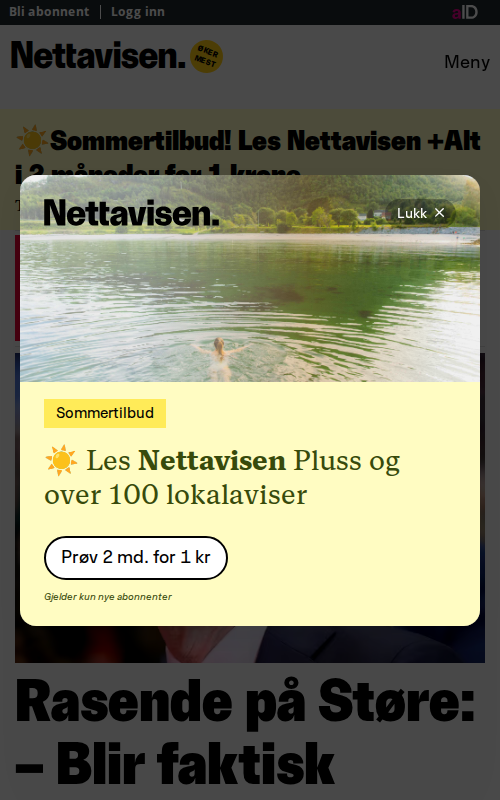 Bli abonnent | Logg inn
aID
Nettavisen.
ØKER
MEST
Meny
Sommertilbud! Les Nettavisen +Alt
i 2 måneder for 1 krone
Nettavisen.
Lukk ×
Sommertilbud
Les Nettavisen Pluss og
over 100 lokalaviser
Prøv 2 md. for 1 kr
Gjelder kun nye abonnenter
Rasende på Støre:
– Blir faktisk